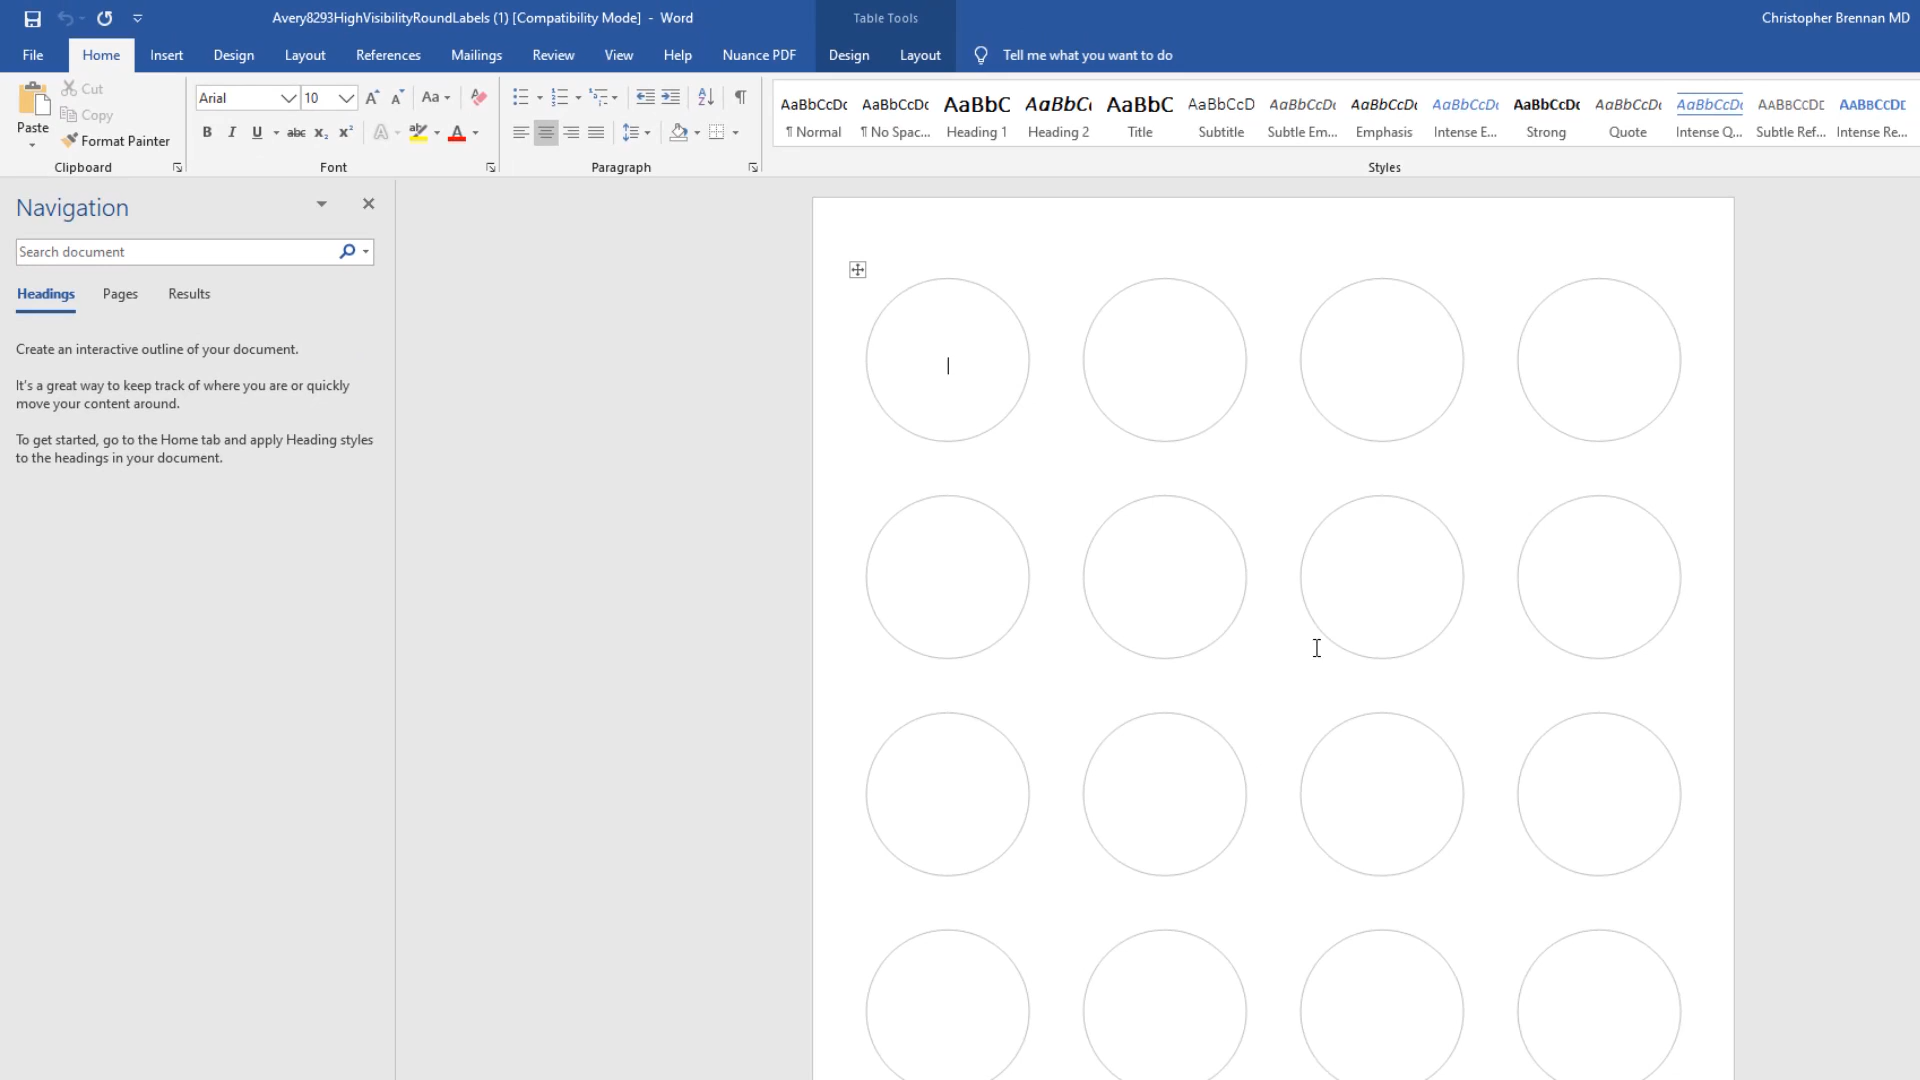 Avery8293HighVisibilityRoundLabels (1) [Compatibility Mode] - Word
Table Tools
Christopher Brennan MD
File Home Insert Design Layout References Mailings Review View Help Nuance PDF Design Layout Tell me what you want to do
Paste
Cut
Copy
Format Painter
Clipboard
Arial 10
Aa
B I U abc x₂ x²
A A
Font
Paragraph
AaBbCcDc AaBbCcDc AaBbC AaBbCc AaBbC AaBbCcD AaBbCcDc AaBbCcDc AaBbCcDc AaBbCcDc AaBbCcDc AaBbCcDc AABBCCDE AABBCCDE
¶ Normal ¶ No Spac... Heading 1 Heading 2 Title Subtitle Subtle Em... Emphasis Intense E... Strong Quote Intense Q... Subtle Ref... Intense Re...
Styles
Navigation
Search document
Headings Pages Results
Create an interactive outline of your document.
It's a great way to keep track of where you are or quickly
move your content around.
To get started, go to the Home tab and apply Heading styles
to the headings in your document.